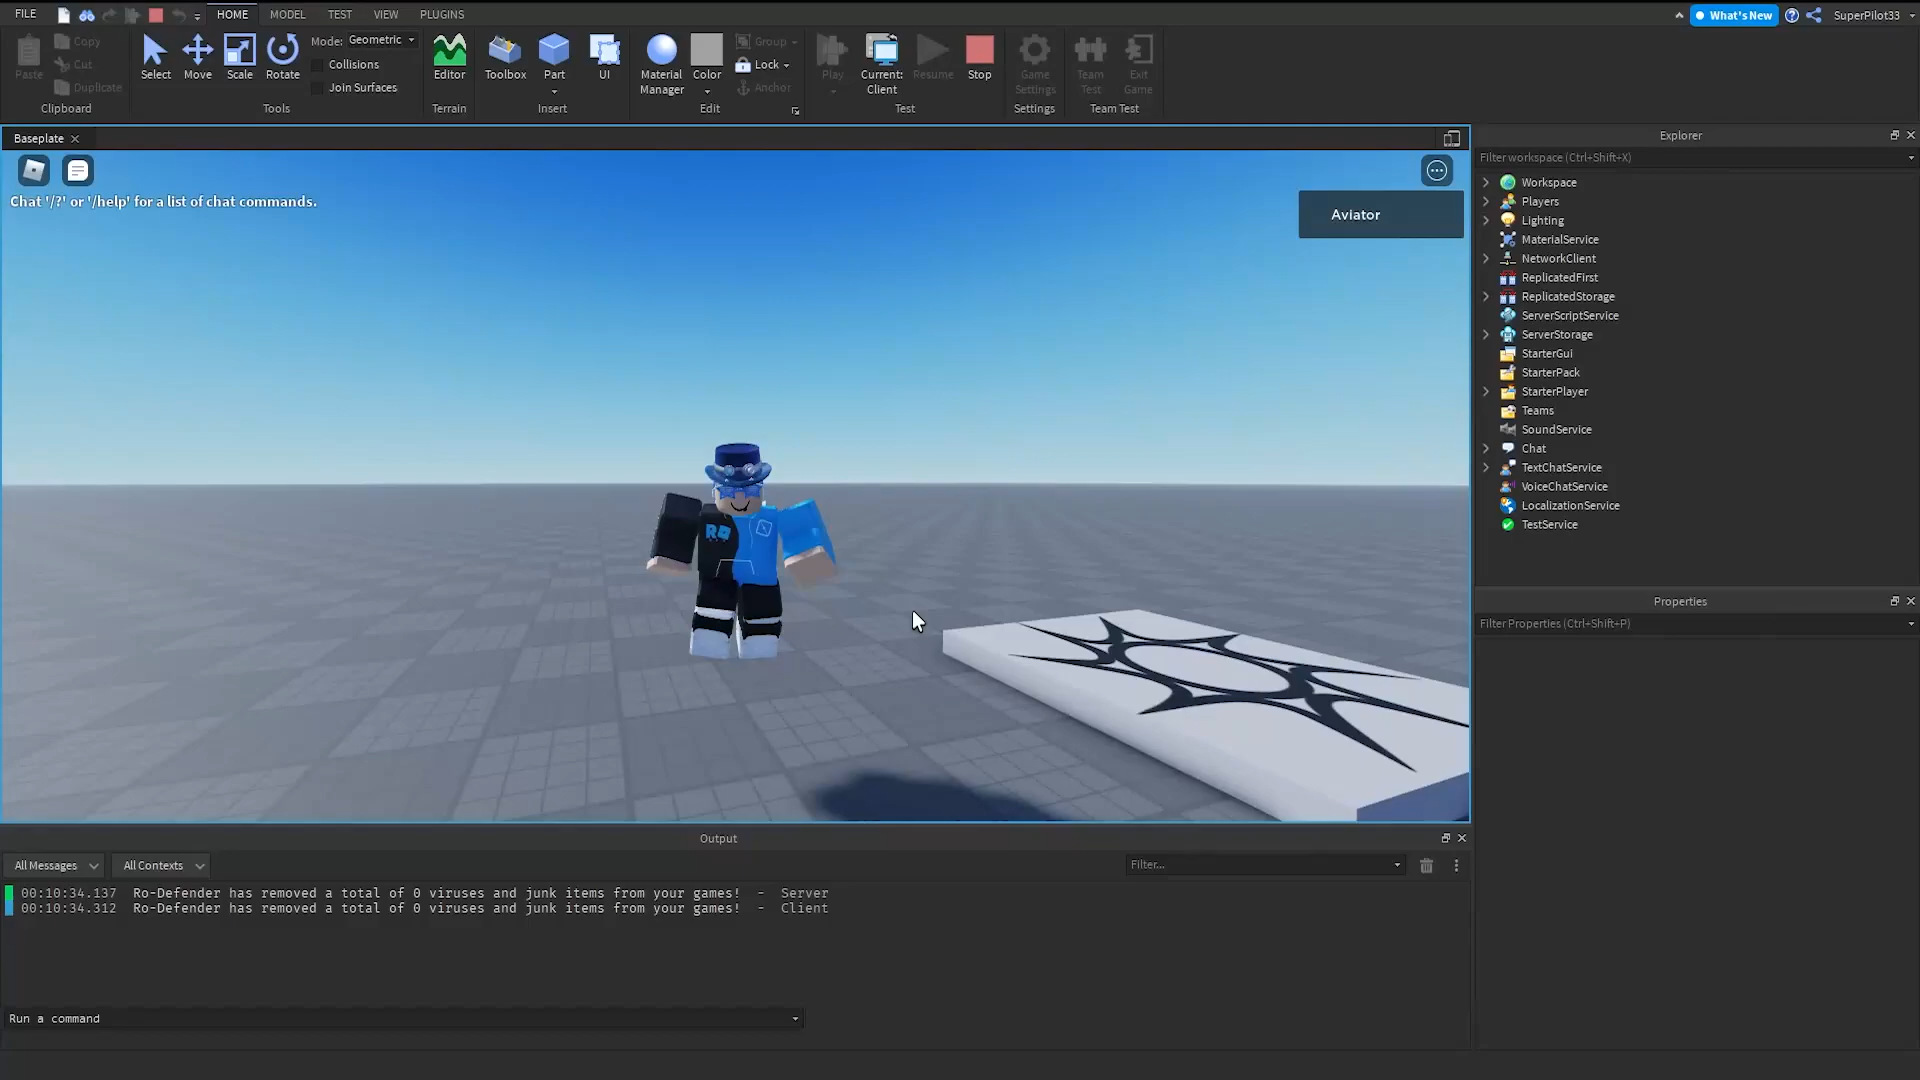 FILE
HOME
MODEL
TEST
VIEW
PLUGINS
What's New
SuperPilot33
Paste
Copy
Cut
Duplicate
Clipboard
Select
Move
Scale
Rotate
Mode: Geometric
Collisions
Join Surfaces
Tools
Editor
Terrain
Toolbox
Part
UI
Insert
Material Manager
Color
Group
Lock
Anchor
Edit
Play
Current: Client
Resume
Stop
Test
Game Settings
Settings
Team Test
Exit Game
Team Test
Baseplate
Chat '/?' or '/help' for a list of chat commands.
Aviator
Explorer
Filter workspace (Ctrl+Shift+X)
Workspace
Players
Lighting
MaterialService
NetworkClient
ReplicatedFirst
ReplicatedStorage
ServerScriptService
ServerStorage
StarterGui
StarterPack
StarterPlayer
Teams
SoundService
Chat
TextChatService
VoiceChatService
LocalizationService
TestService
Properties
Filter Properties (Ctrl+Shift+P)
Output
All Messages
All Contexts
Filter...
00:10:34.137 Ro-Defender has removed a total of 0 viruses and junk items from your games! - Server
00:10:34.312 Ro-Defender has removed a total of 0 viruses and junk items from your games! - Client
Run a command